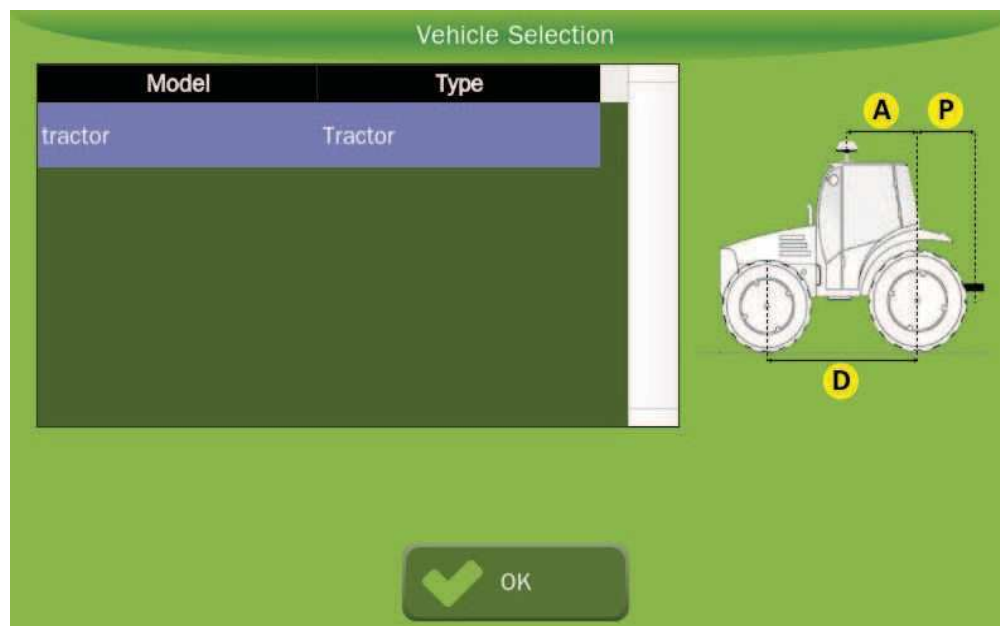 Vehicle Selection
Model Type
tractor Tractor
A P
D
OK